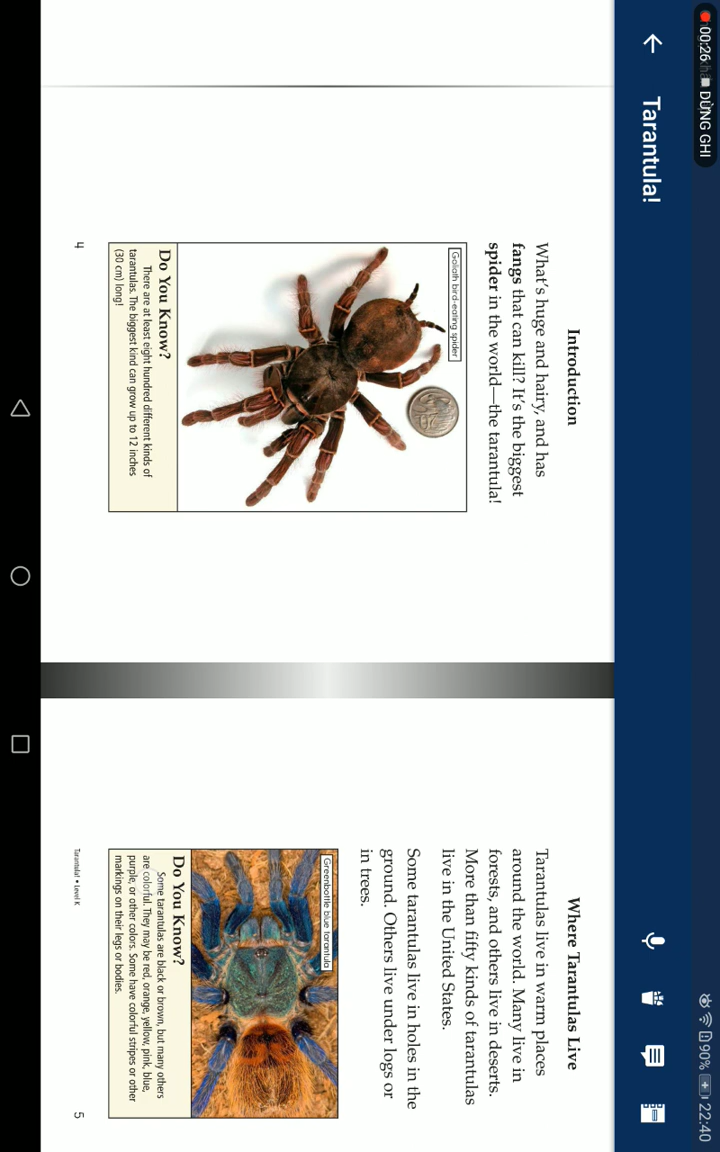 00:26
DỪNG GHI
90%
22:40
Tarantula!
Introduction
What's huge and hairy, and has
fangs that can kill? It's the biggest
spider in the world—the tarantula!
Goliath bird-eating spider
Do You Know?
There are at least eight hundred different kinds of
tarantulas. The biggest kind can grow up to 12 inches
(30 cm) long!
4
Where Tarantulas Live
Tarantulas live in warm places
around the world. Many live in
forests, and others live in deserts.
More than fifty kinds of tarantulas
live in the United States.
Some tarantulas live in holes in the
ground. Others live under logs or
in trees.
Greenbottle blue tarantula
Do You Know?
Some tarantulas are black or brown, but many others
are colorful. They may be red, orange, yellow, pink, blue,
purple, or other colors. Some have colorful stripes or other
markings on their legs or bodies.
Tarantula! • Level K
5